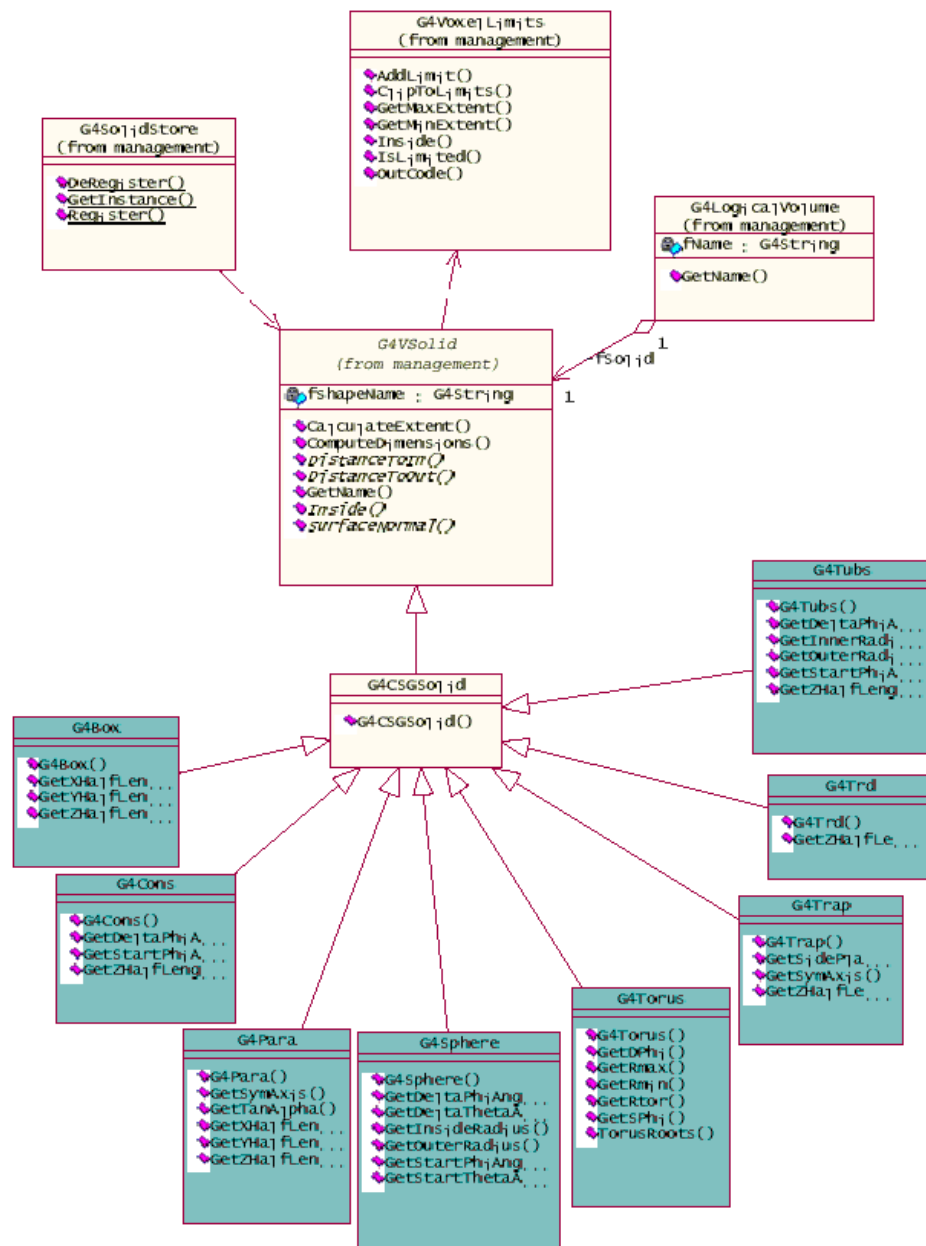 G4VoxelLimits
(from management)
AddLimit()
ClipToLimits()
GetMaxExtent()
GetMinExtent()
Inside()
IsLimited()
OutCode()
G4SolidStore
(from management)
DeRegister()
GetInstance()
Register()
G4LogicalVolume
(from management)
fName : G4String
GetName()
G4VSolid
(from management)
fshapeName : G4String
CalculateExtent()
ComputeDimensions()
DistanceToIn()
DistanceToOut()
GetName()
Inside()
SurfaceNormal()
-fSolid
1
1
G4Tubs
G4Tubs()
GetDeltaPhiA...
GetInnerRadi...
GetOuterRadi...
GetStartPhiA...
GetZHalfLeng...
G4CSGSolid
G4CSGSolid()
G4Box
G4Box()
GetXHalfLen...
GetYHalfLen...
GetZHalfLen...
G4Trd
G4Trd()
GetZHalfLe...
G4Cons
G4Cons()
GetDeltaPhiA...
GetStartPhiA...
GetZHalfLeng...
G4Trap
G4Trap()
GetSidePla...
GetSymAxis()
GetZHalfLe...
G4Para
G4Para()
GetSymAxis()
GetTanAlpha()
GetXHalfLen...
GetYHalfLen...
GetZHalfLen...
G4Sphere
G4Sphere()
GetDeltaPhiAng...
GetDeltaThetaA...
GetInsideRadius()
GetOuterRadius()
GetStartPhiAng...
GetStartThetaA...
G4Torus
G4Torus()
GetDPhi()
GetRmax()
GetRmin()
GetRtor()
GetSPhi()
TorusRoots()